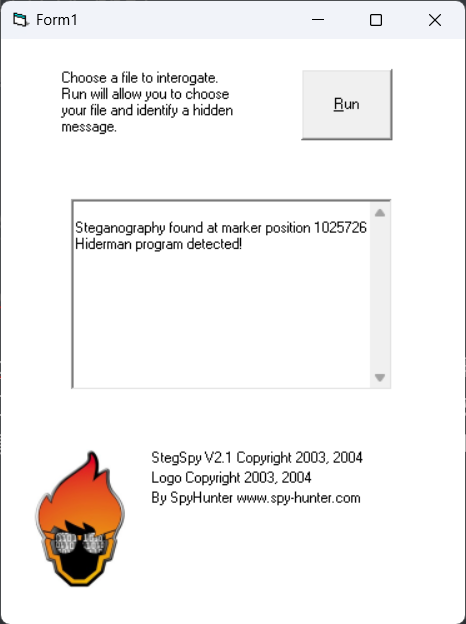 Form1
Choose a file to interogate.
Run will allow you to choose
your file and identify a hidden
message.
Run
Steganography found at marker position 1025726
Hiderman program detected!
StegSpy V2.1 Copyright 2003, 2004
Logo Copyright 2003, 2004
By SpyHunter www.spy-hunter.com